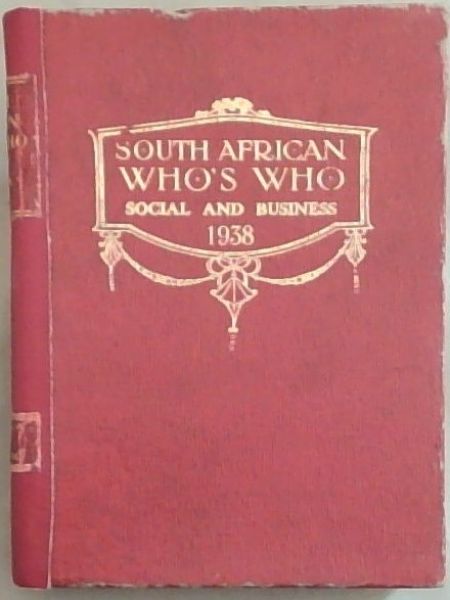 SOUTH AFRICAN
WHO'S WHO
SOCIAL AND BUSINESS
1938